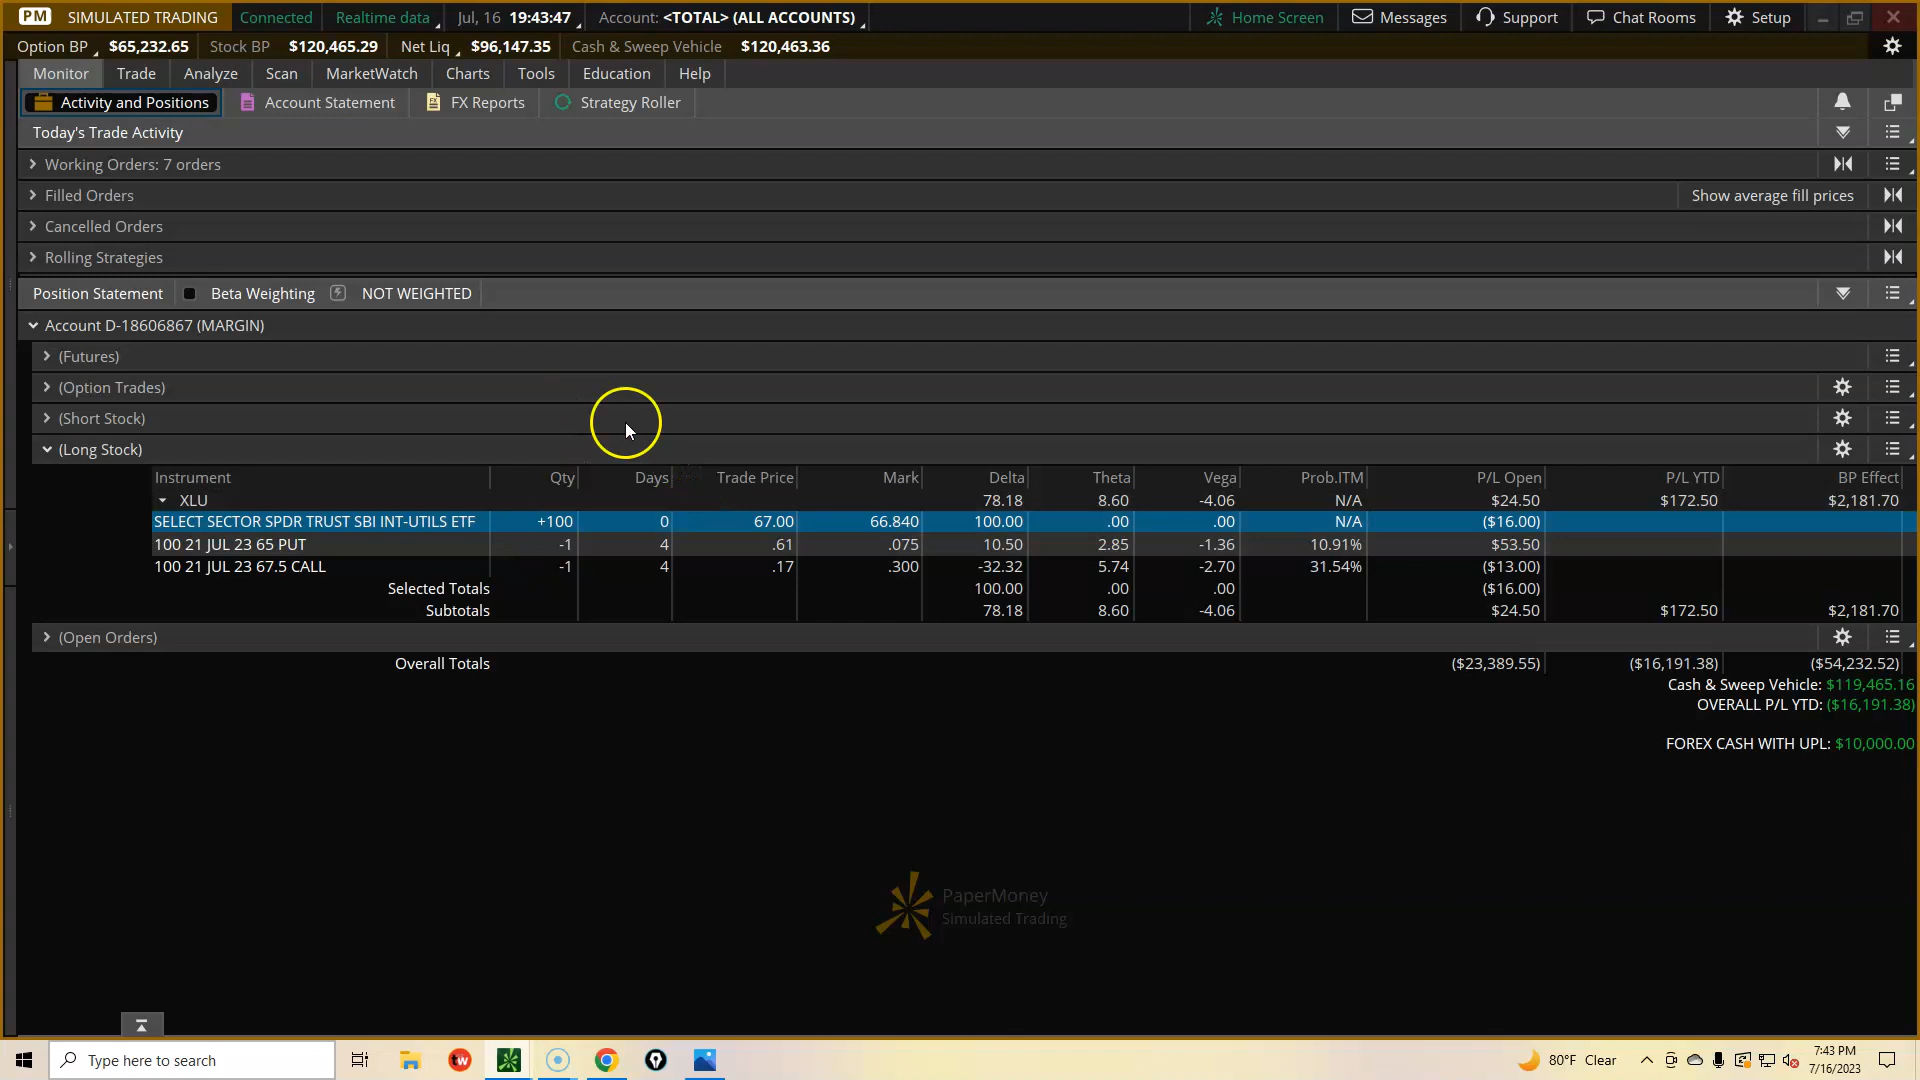 PM SIMULATED TRADING Connected Realtime data Jul, 16 19:43:47 Account: <TOTAL> (ALL ACCOUNTS) Home Screen Messages Support Chat Rooms Setup
Option BP $65,232.65 Stock BP $120,465.29 Net Liq $96,147.35 Cash & Sweep Vehicle $120,463.36
Monitor Trade Analyze Scan MarketWatch Charts Tools Education Help
Activity and Positions Account Statement FX FX Reports Strategy Roller
Today's Trade Activity
Working Orders: 7 orders
Filled Orders Show average fill prices
Cancelled Orders
Rolling Strategies
Position Statement Beta Weighting NOT WEIGHTED
Account D-18606867 (MARGIN)
(Futures)
(Option Trades)
(Short Stock)
(Long Stock)
Instrument Qty Days Trade Price Mark Delta Theta Vega Prob.ITM P/L Open P/L YTD BP Effect
XLU 78.18 8.60 -4.06 N/A $24.50 $172.50 $2,181.70
SELECT SECTOR SPDR TRUST SBI INT-UTILS ETF +100 0 67.00 66.840 100.00 .00 .00 N/A ($16.00)
100 21 JUL 23 65 PUT -1 4 .61 .075 10.50 2.85 -1.36 10.91% $53.50
100 21 JUL 23 67.5 CALL -1 4 .17 .300 -32.32 5.74 -2.70 31.54% ($13.00)
Selected Totals 100.00 .00 .00 ($16.00)
Subtotals 78.18 8.60 -4.06 $24.50 $172.50 $2,181.70
(Open Orders)
Overall Totals ($23,389.55) ($16,191.38) ($54,232.52)
Cash & Sweep Vehicle: $119,465.16
OVERALL P/L YTD: ($16,191.38)
FOREX CASH WITH UPL: $10,000.00
PaperMoney
Simulated Trading
Type here to search tw 80°F Clear 7:43 PM
7/16/2023